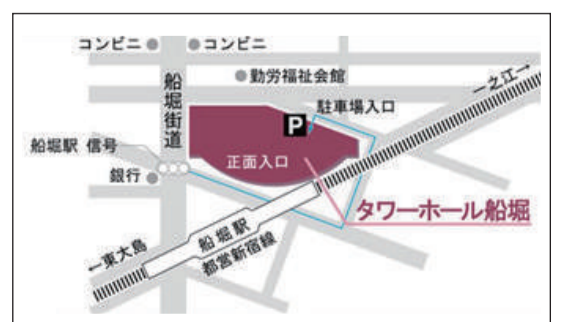 コンビニ
コンビニ
勤労福祉会館
船堀街道
P
駐車場入口
一之江→
船堀駅 信号
正面入口
銀行
タワーホール船堀
船堀駅
都営新宿線
←東大島